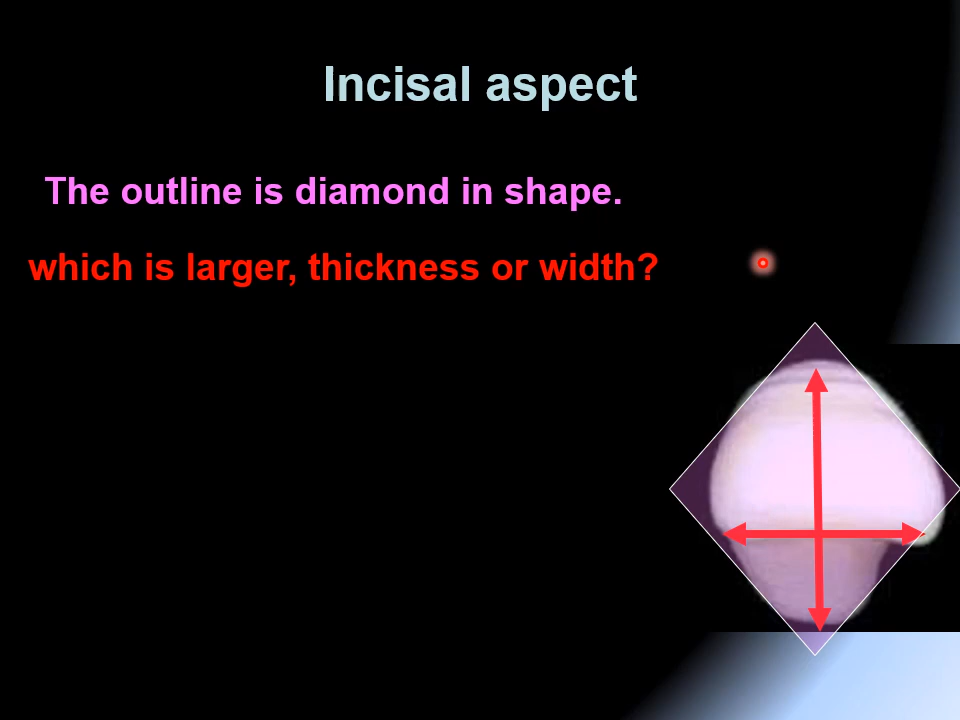 Incisal aspect
The outline is diamond in shape.
which is larger, thickness or width?